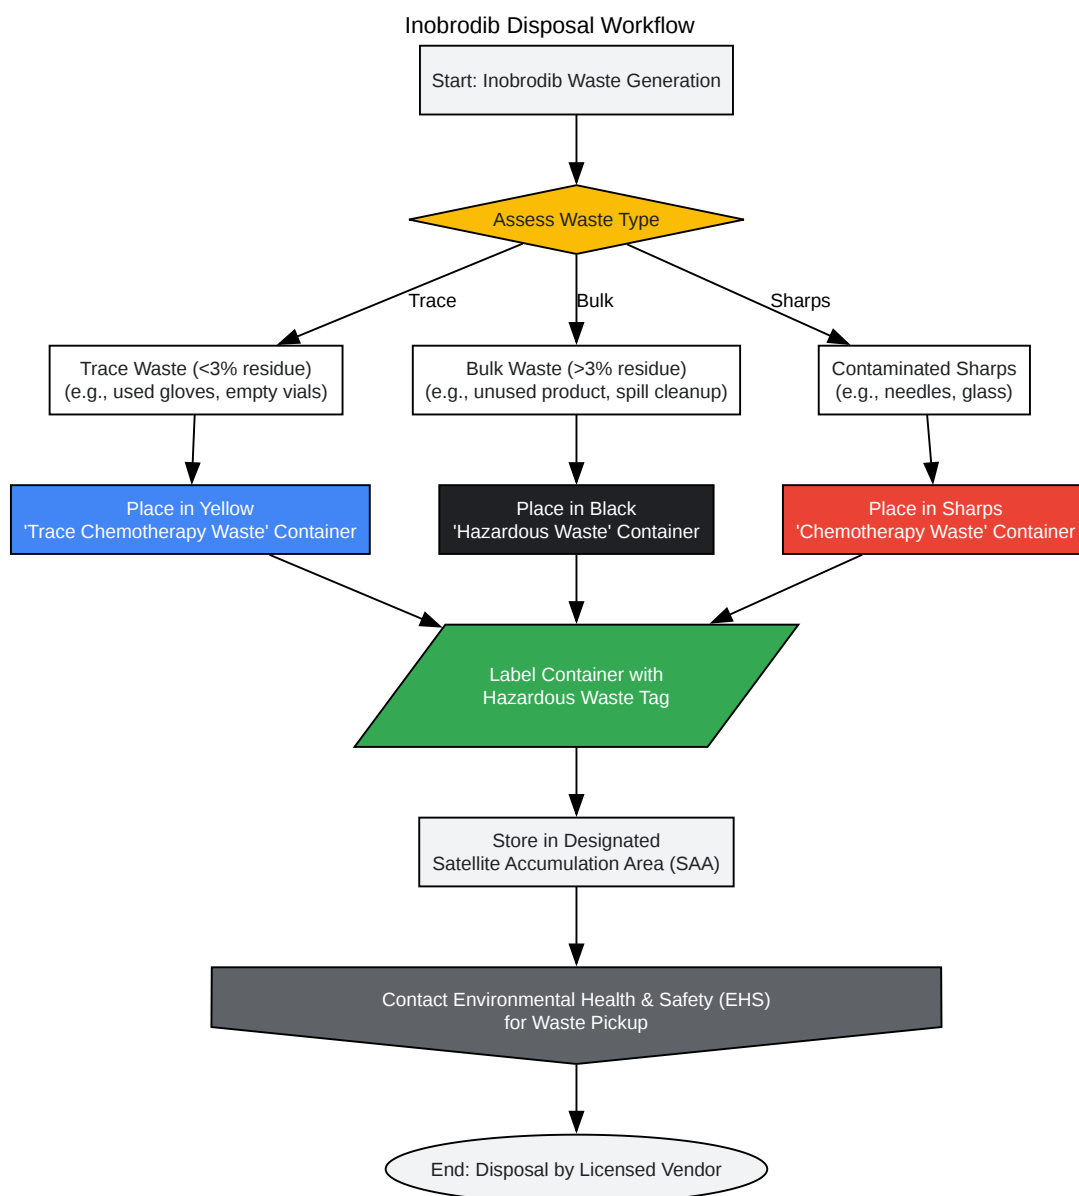 Inobrodib Disposal Workflow
Start: Inobrodib Waste Generation
Assess Waste Type
Trace
Bulk
Sharps
Trace Waste (<3% residue)
(e.g., used gloves, empty vials)
Bulk Waste (>3% residue)
(e.g., unused product, spill cleanup)
Contaminated Sharps
(e.g., needles, glass)
Place in Yellow
'Trace Chemotherapy Waste' Container
Place in Black
'Hazardous Waste' Container
Place in Sharps
'Chemotherapy Waste' Container
Label Container with
Hazardous Waste Tag
Store in Designated
Satellite Accumulation Area (SAA)
Contact Environmental Health & Safety (EHS)
for Waste Pickup
End: Disposal by Licensed Vendor